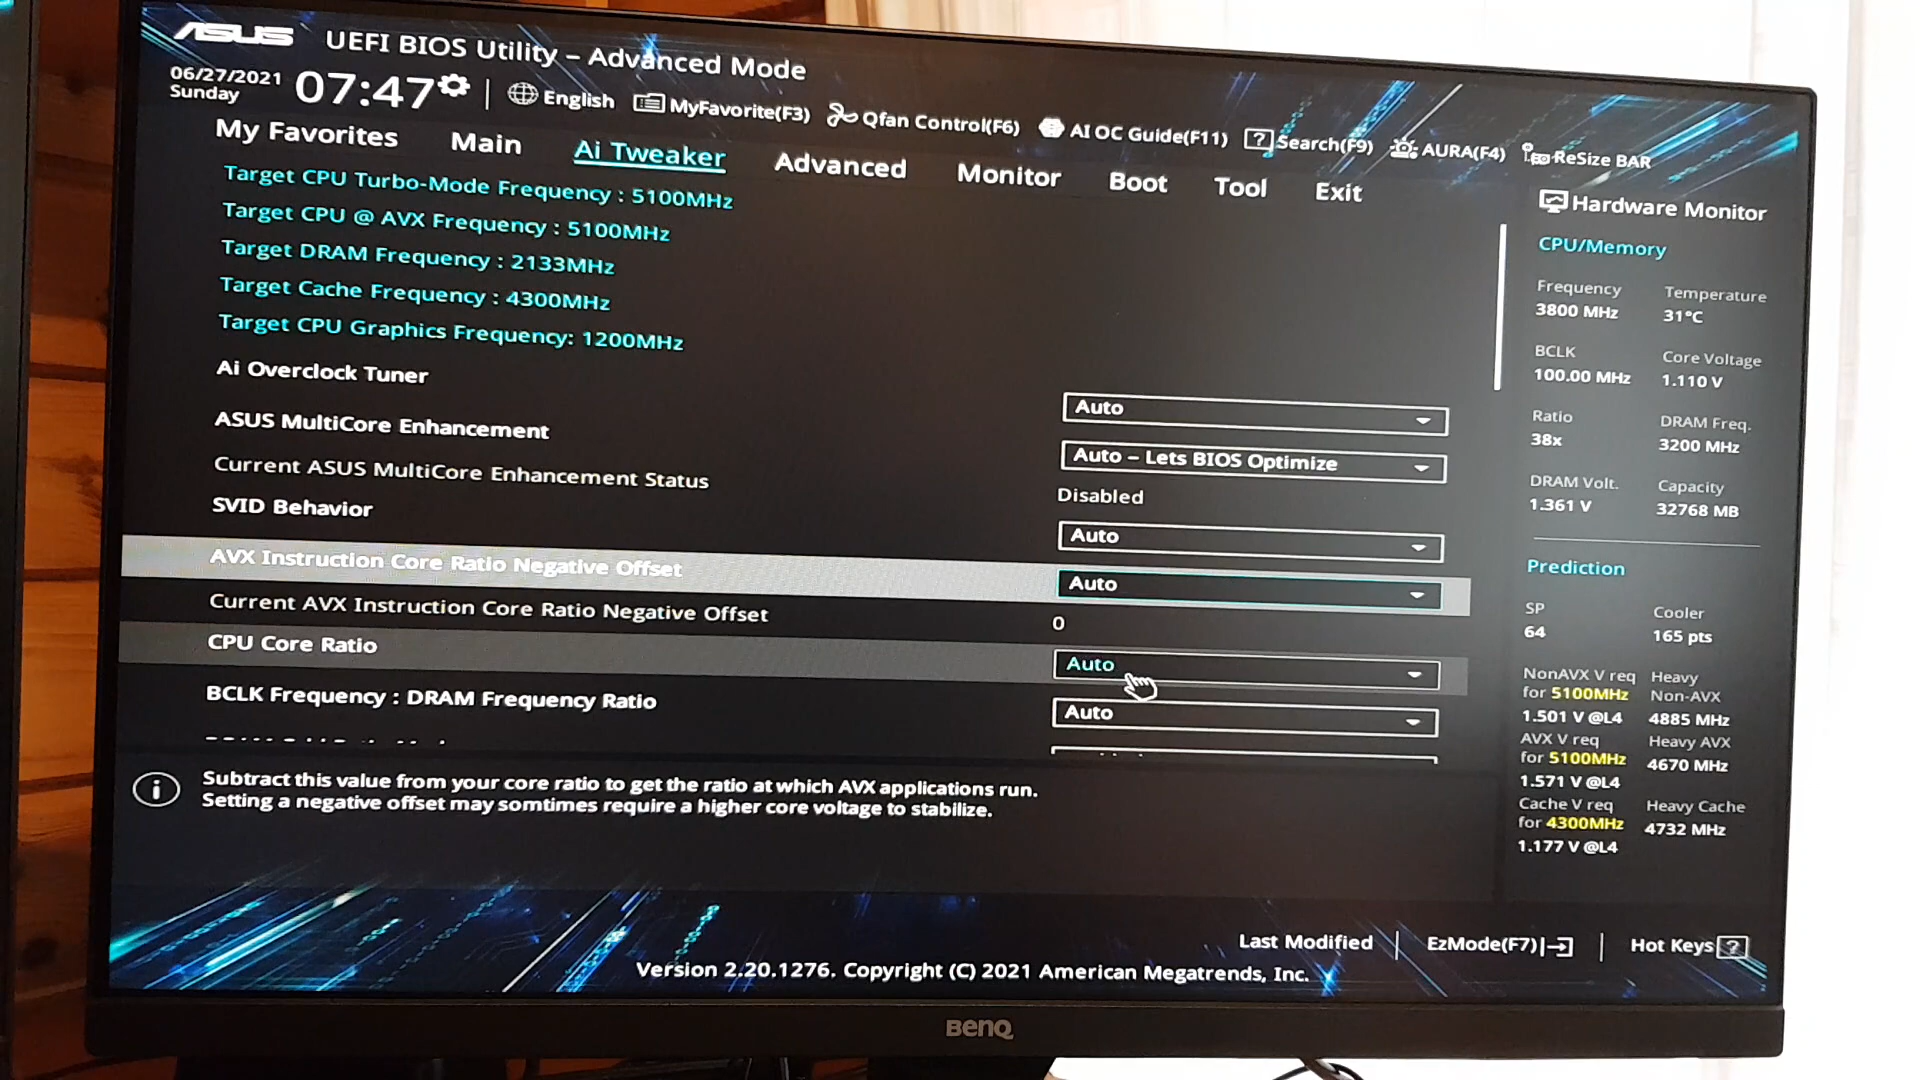 ASUS UEFI BIOS Utility – Advanced Mode
06/27/2021
Sunday
07:47
English
MyFavorite(F3)
Qfan Control(F6)
AI OC Guide(F11)
Search(F9)
AURA(F4)
ReSize BAR
My Favorites
Main
Ai Tweaker
Advanced
Monitor
Boot
Tool
Exit
Target CPU Turbo-Mode Frequency : 5100MHz
Target CPU @ AVX Frequency : 5100MHz
Target DRAM Frequency : 2133MHz
Target Cache Frequency : 4300MHz
Target CPU Graphics Frequency: 1200MHz
Ai Overclock Tuner
Auto
ASUS MultiCore Enhancement
Auto – Lets BIOS Optimize
Current ASUS MultiCore Enhancement Status
Disabled
SVID Behavior
Auto
AVX Instruction Core Ratio Negative Offset
Auto
Current AVX Instruction Core Ratio Negative Offset
0
CPU Core Ratio
Auto
BCLK Frequency : DRAM Frequency Ratio
Auto
Subtract this value from your core ratio to get the ratio at which AVX applications run.
Setting a negative offset may somtimes require a higher core voltage to stabilize.
Hardware Monitor
CPU/Memory
Frequency Temperature
3800 MHz 31°C
BCLK Core Voltage
100.00 MHz 1.110 V
Ratio DRAM Freq.
38x 3200 MHz
DRAM Volt. Capacity
1.361 V 32768 MB
Prediction
SP Cooler
64 165 pts
NonAVX V req Heavy
for 5100MHz Non-AVX
1.501 V @L4 4885 MHz
AVX V req Heavy AVX
for 5100MHz 4670 MHz
1.571 V @L4
Cache V req Heavy Cache
for 4300MHz 4732 MHz
1.177 V @L4
Last Modified
EzMode(F7)
Hot Keys ?
Version 2.20.1276. Copyright (C) 2021 American Megatrends, Inc.
BenQ